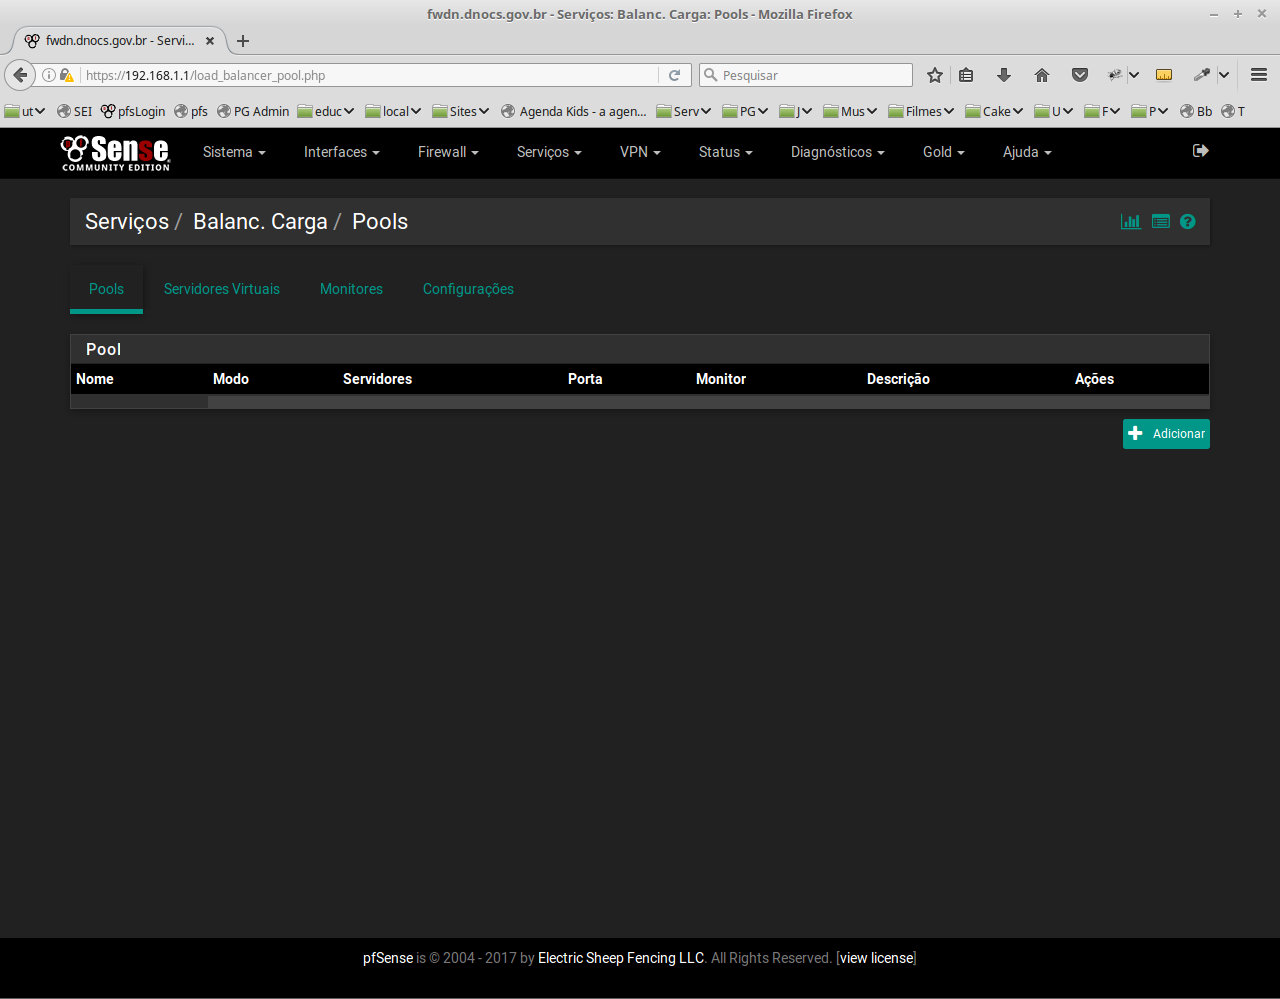 fwdn.dnocs.gov.br - Serviços: Balanc. Carga: Pools - Mozilla Firefox
fwdn.dnocs.gov.br - Servi...
https://192.168.1.1/load_balancer_pool.php
Pesquisar
ut SEI pfsLogin pfs PG Admin educ local Sites Agenda Kids - a agen... Serv PG J Mus Filmes Cake U F P Bb T
Sense
COMMUNITY EDITION
Sistema Interfaces Firewall Serviços VPN Status Diagnósticos Gold Ajuda
Serviços / Balanc. Carga / Pools
Pools Servidores Virtuais Monitores Configurações
Pool
Nome Modo Servidores Porta Monitor Descrição Ações
Adicionar
pfSense is © 2004 - 2017 by Electric Sheep Fencing LLC. All Rights Reserved. [view license]